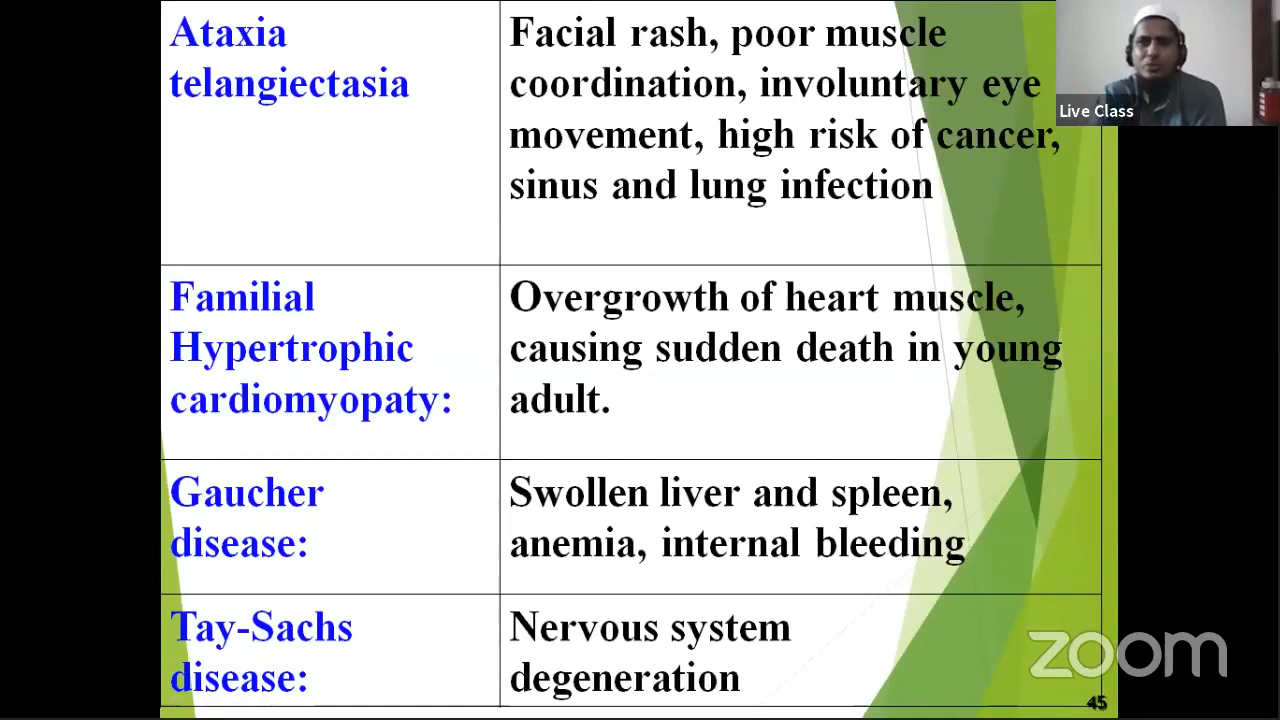 Ataxia
telangiectasia
Facial rash, poor muscle
coordination, involuntary eye
movement, high risk of cancer,
sinus and lung infection
Familial
Hypertrophic
cardiomyopaty:
Overgrowth of heart muscle,
causing sudden death in young
adult.
Gaucher
disease:
Swollen liver and spleen,
anemia, internal bleeding
Tay-Sachs
disease:
Nervous system
degeneration
Live Class
zoom
45